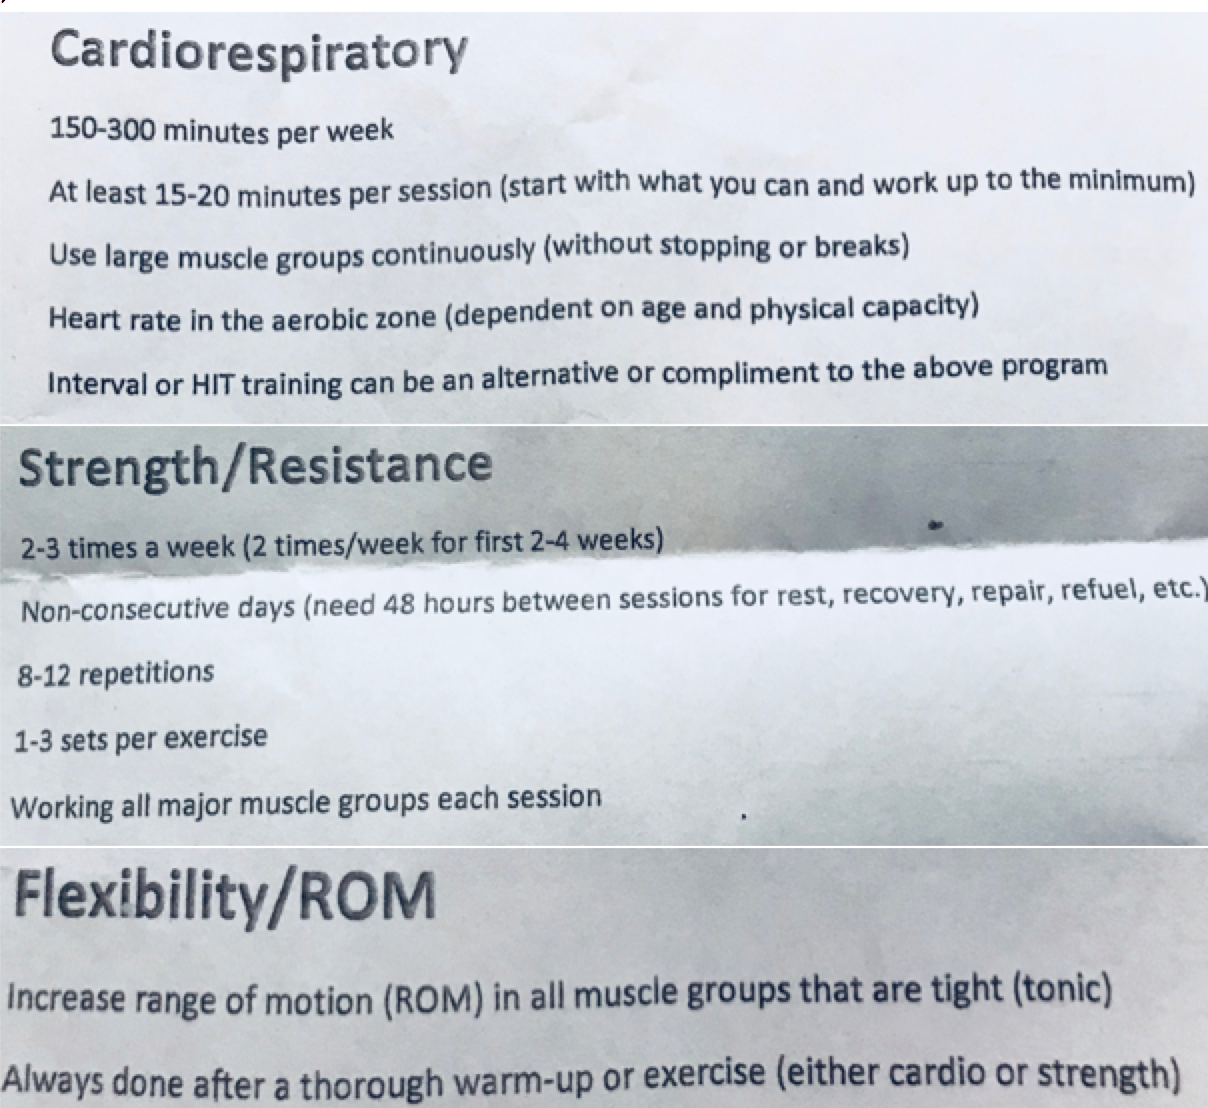 Cardiorespiratory
150-300 minutes per week
At least 15-20 minutes per session (start with what you can and work up to the minimum)
Use large muscle groups continuously (without stopping or breaks)
Heart rate in the aerobic zone (dependent on age and physical capacity)
Interval or HIT training can be an alternative or compliment to the above program
Strength/Resistance
2-3 times a week (2 times/week for first 2-4 weeks)
Non-consecutive days (need 48 hours between sessions for rest, recovery, repair, refuel, etc.)
8-12 repetitions
1-3 sets per exercise
Working all major muscle groups each session
Flexibility/ROM
Increase range of motion (ROM) in all muscle groups that are tight (tonic)
Always done after a thorough warm-up or exercise (either cardio or strength)